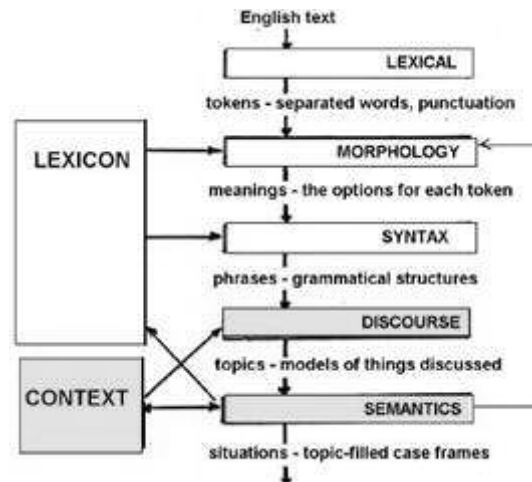 English text
LEXICAL
tokens - separated words, punctuation
LEXICON
MORPHOLOGY
meanings - the options for each token
SYNTAX
phrases - grammatical structures
DISCOURSE
topics - models of things discussed
CONTEXT
SEMANTICS
situations - topic-filled case frames